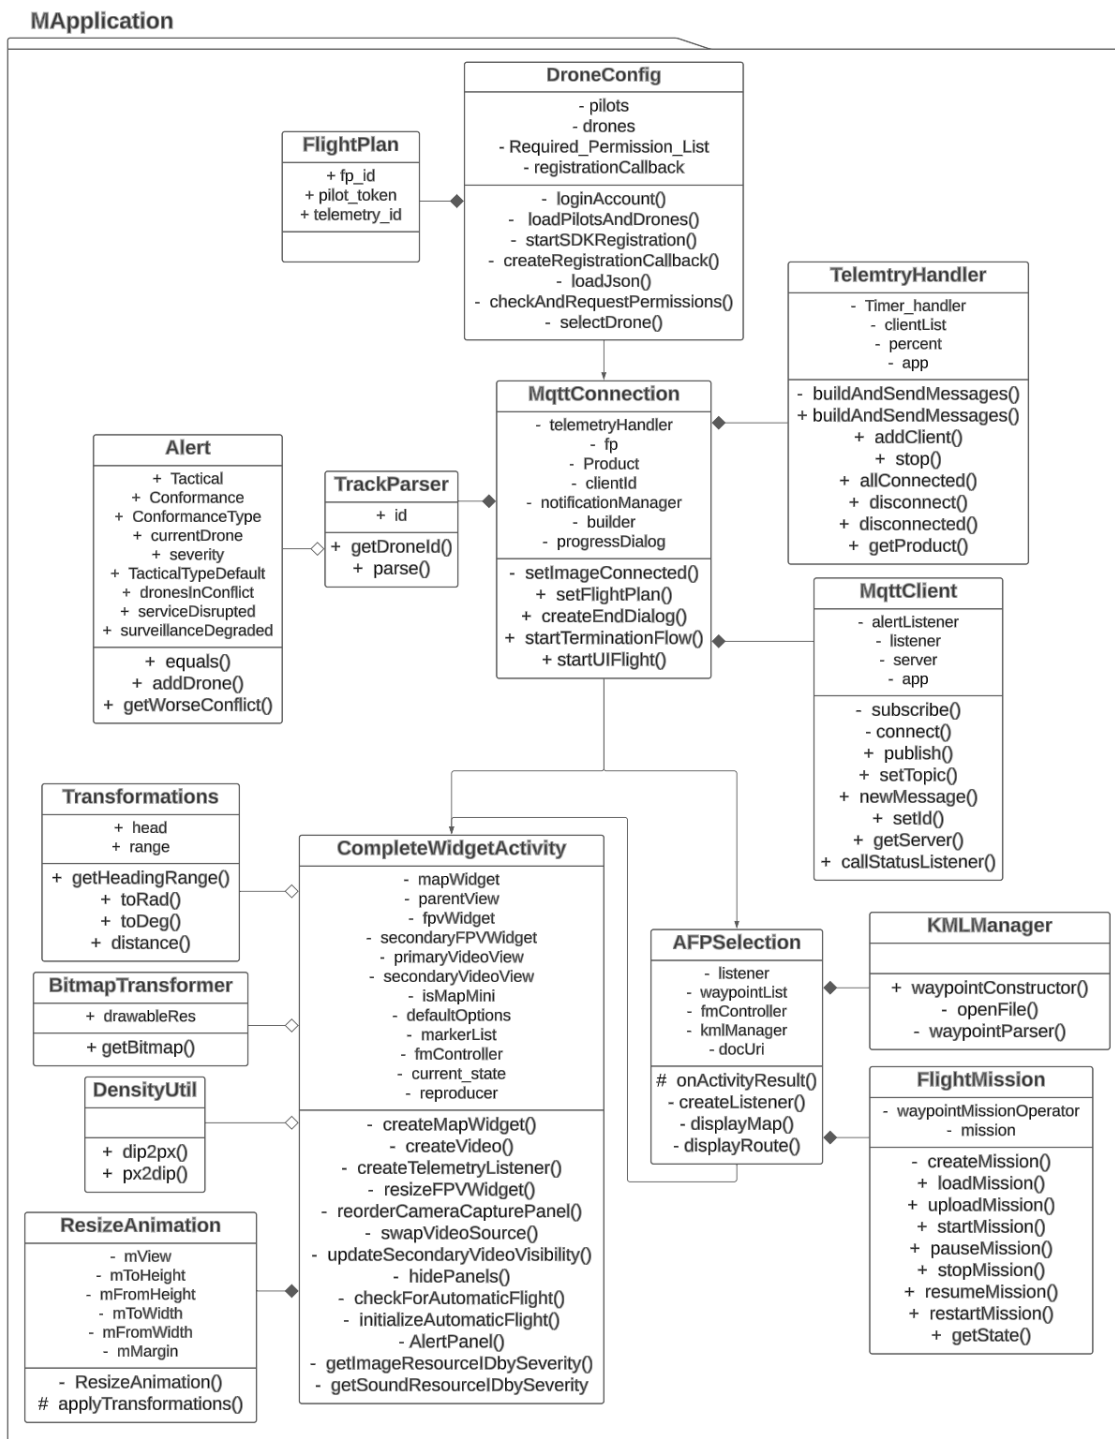 MApplication
DroneConfig
- pilots
- drones
- Required_Permission_List
- registrationCallback
- loginAccount()
- loadPilotsAndDrones()
- startSDKRegistration()
- createRegistrationCallback()
- loadJson()
- checkAndRequestPermissions()
- selectDrone()
FlightPlan
+ fp_id
+ pilot_token
+ telemetry_id
TelemtryHandler
- Timer_handler
- clientList
- percent
- app
- buildAndSendMessages()
+ buildAndSendMessages()
+ addClient()
+ stop()
+ allConnected()
+ disconnect()
+ disconnected()
+ getProduct()
MqttConnection
- telemetryHandler
- fp
- Product
- clientId
- notificationManager
- builder
- progressDialog
- setImageConnected()
+ setFlightPlan()
+ createEndDialog()
+ startTerminationFlow()
+ startUIFlight()
Alert
+ Tactical
+ Conformance
+ ConformanceType
+ currentDrone
+ severity
+ TacticalTypeDefault
+ dronesInConflict
+ serviceDisrupted
+ surveillanceDegraded
+ equals()
+ addDrone()
+ getWorseConflict()
TrackParser
+ id
+ getDroneId()
+ parse()
MqttClient
- alertListener
- listener
- server
- app
- subscribe()
- connect()
+ publish()
+ setTopic()
+ newMessage()
+ setId()
+ getServer()
+ callStatusListener()
Transformations
+ head
+ range
+ getHeadingRange()
+ toRad()
+ toDeg()
+ distance()
CompleteWidgetActivity
- mapWidget
- parentView
- fpvWidget
- secondaryFPVWidget
- primaryVideoView
- secondaryVideoView
- isMapMini
- defaultOptions
- markerList
- fmController
- current_state
- reproducer
- createMapWidget()
- createVideo()
- createTelemetryListener()
- resizeFPVWidget()
- reorderCameraCapturePanel()
- swapVideoSource()
- updateSecondaryVideoVisibility()
- hidePanels()
- checkForAutomaticFlight()
- initializeAutomaticFlight()
- AlertPanel()
- getImageResourceIDbySeverity()
- getSoundResourceIDbySeverity
AFPSelection
- listener
- waypointList
- fmController
- kmlManager
- docUri
# onActivityResult()
- createListener()
- displayMap()
- displayRoute()
KMLManager
+ waypointConstructor()
- openFile()
- waypointParser()
BitmapTransformer
+ drawableRes
+ getBitmap()
DensityUtil
+ dip2px()
+ px2dip()
FlightMission
- waypointMissionOperator
- mission
- createMission()
+ loadMission()
+ uploadMission()
+ startMission()
+ pauseMission()
+ stopMission()
+ resumeMission()
+ restartMission()
+ getState()
ResizeAnimation
- mView
- mToHeight
- mFromHeight
- mToWidth
- mFromWidth
- mMargin
- ResizeAnimation()
# applyTransformations()